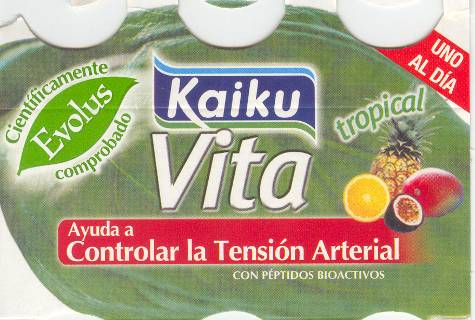 Científicamente
Evolus
comprobado
Kaiku
Vita
UNO
AL DÍA
tropical
Ayuda a
Controlar la Tensión Arterial
CON PÉPTIDOS BIOACTIVOS